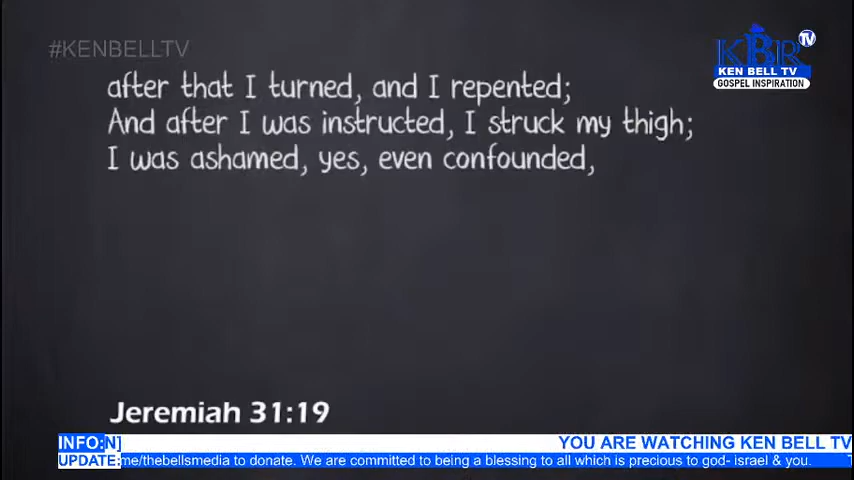 #KENBELLTV
KBR TV
KEN BELL TV
GOSPEL INSPIRATION
after that I turned, and I repented;
And after I was instructed, I struck my thigh;
I was ashamed, yes, even confounded,
Jeremiah 31:19
INFO:N] YOU ARE WATCHING KEN BELL TV
UPDATE:me/thebellsmedia to donate. We are committed to being a blessing to all which is precious to god- israel & you.